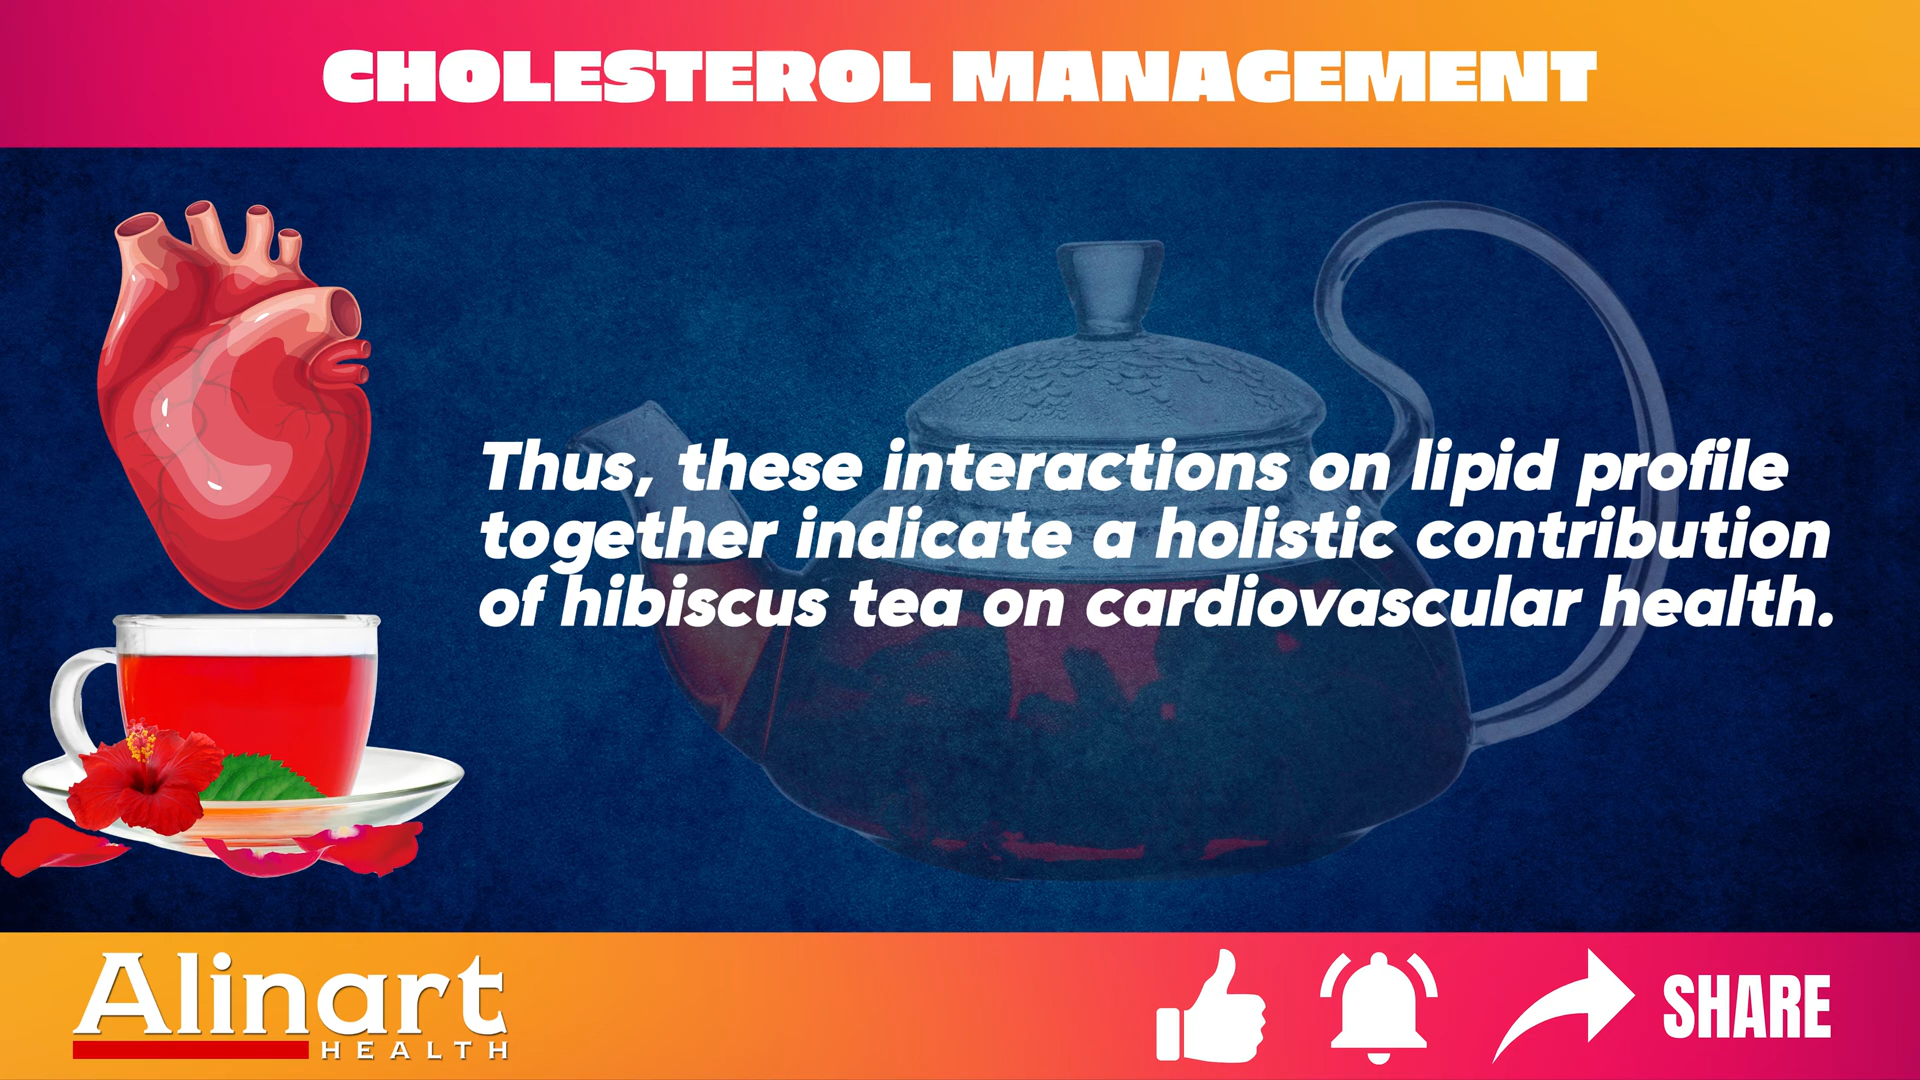 CHOLESTEROL MANAGEMENT
Thus, these interactions on lipid profile
together indicate a holistic contribution
of hibiscus tea on cardiovascular health.
Alinart
HEALTH
SHARE